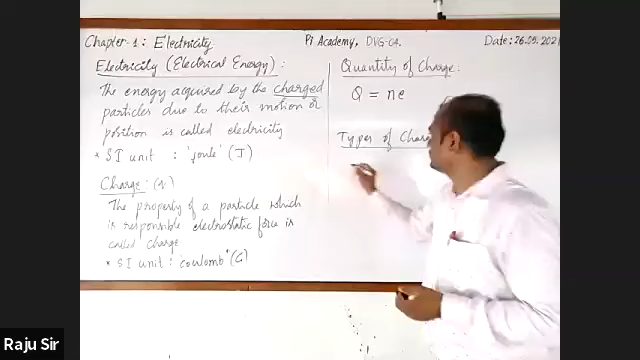 Chapter-1: Electricity
Pi Academy, DVG-04.
Date: 26.05.202
Electricity (Electrical Energy):
The energy acquired by the charged
particles due to their motion or
position is called electricity
* SI unit : 'joule' (J)
Charge:
The property of a particle which
is responsible electrostatic force is
called charge
* SI unit: 'coulomb' (C)
Quantity of Charge:
Q = ne
Types of Charg
Raju Sir